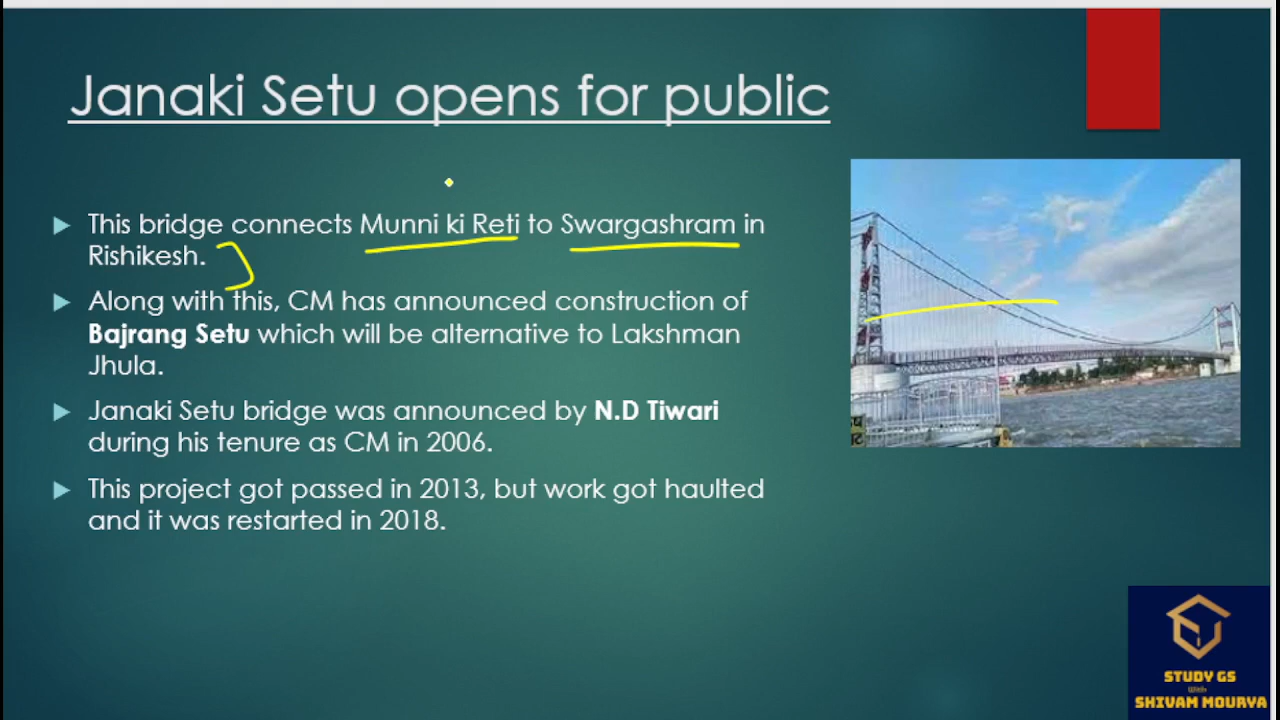 Janaki Setu opens for public
This bridge connects Munni ki Reti to Swargashram in
Rishikesh.
Along with this, CM has announced construction of
Bajrang Setu which will be alternative to Lakshman
Jhula.
Janaki Setu bridge was announced by N.D Tiwari
during his tenure as CM in 2006.
This project got passed in 2013, but work got haulted
and it was restarted in 2018.
STUDY GS
With
SHIVAM MOURYA